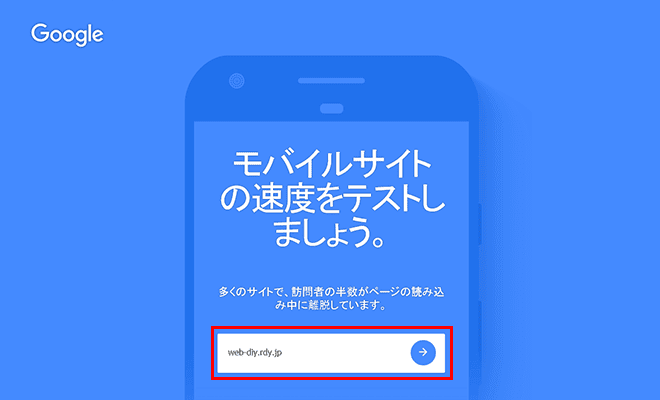 Google
モバイルサイト
の速度をテストし
ましょう。
多くのサイトで、訪問者の半数がページの読み込
み中に離脱しています。
web-diy.rdy.jp